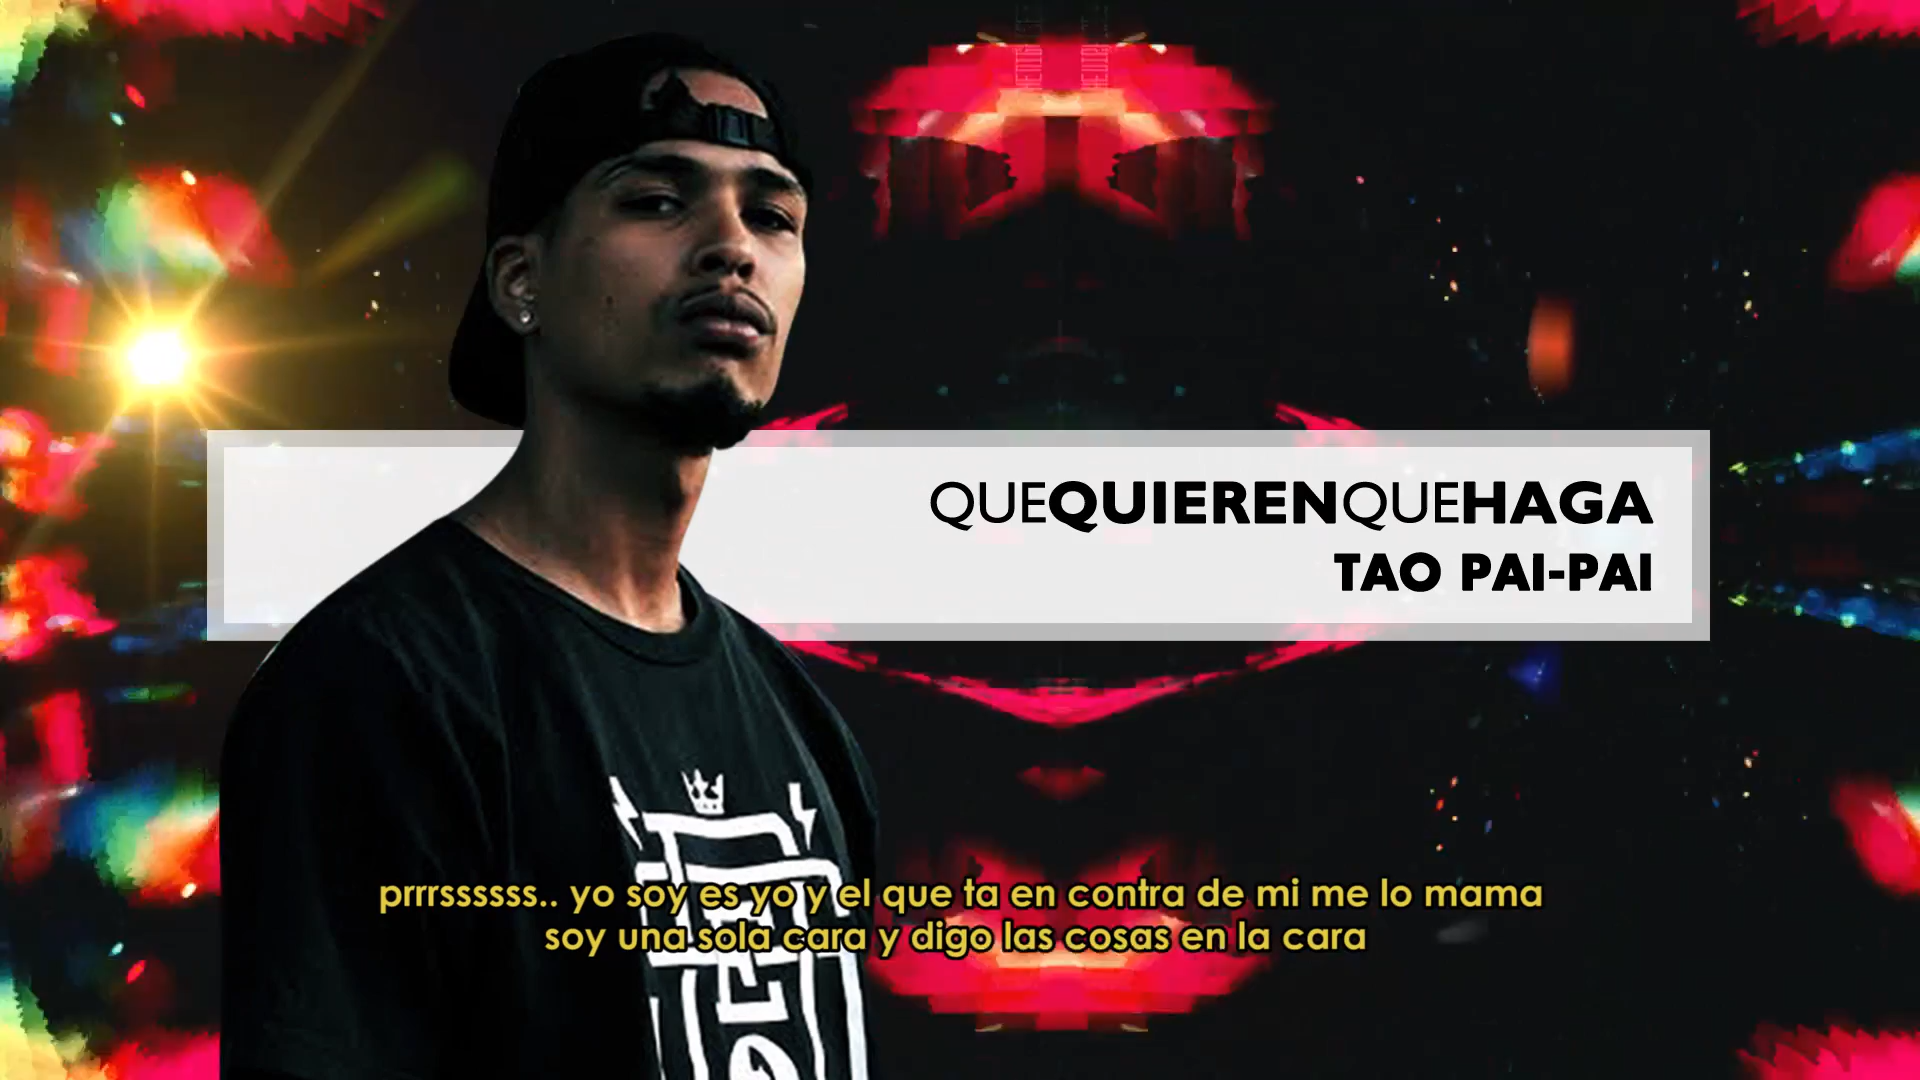 QUEQUIERENQUEHAGA
TAO PAI-PAI
prrrssssss.. yo soy es yo y el que ta en contra de mi me lo mama
soy una sola cara y digo las cosas en la cara